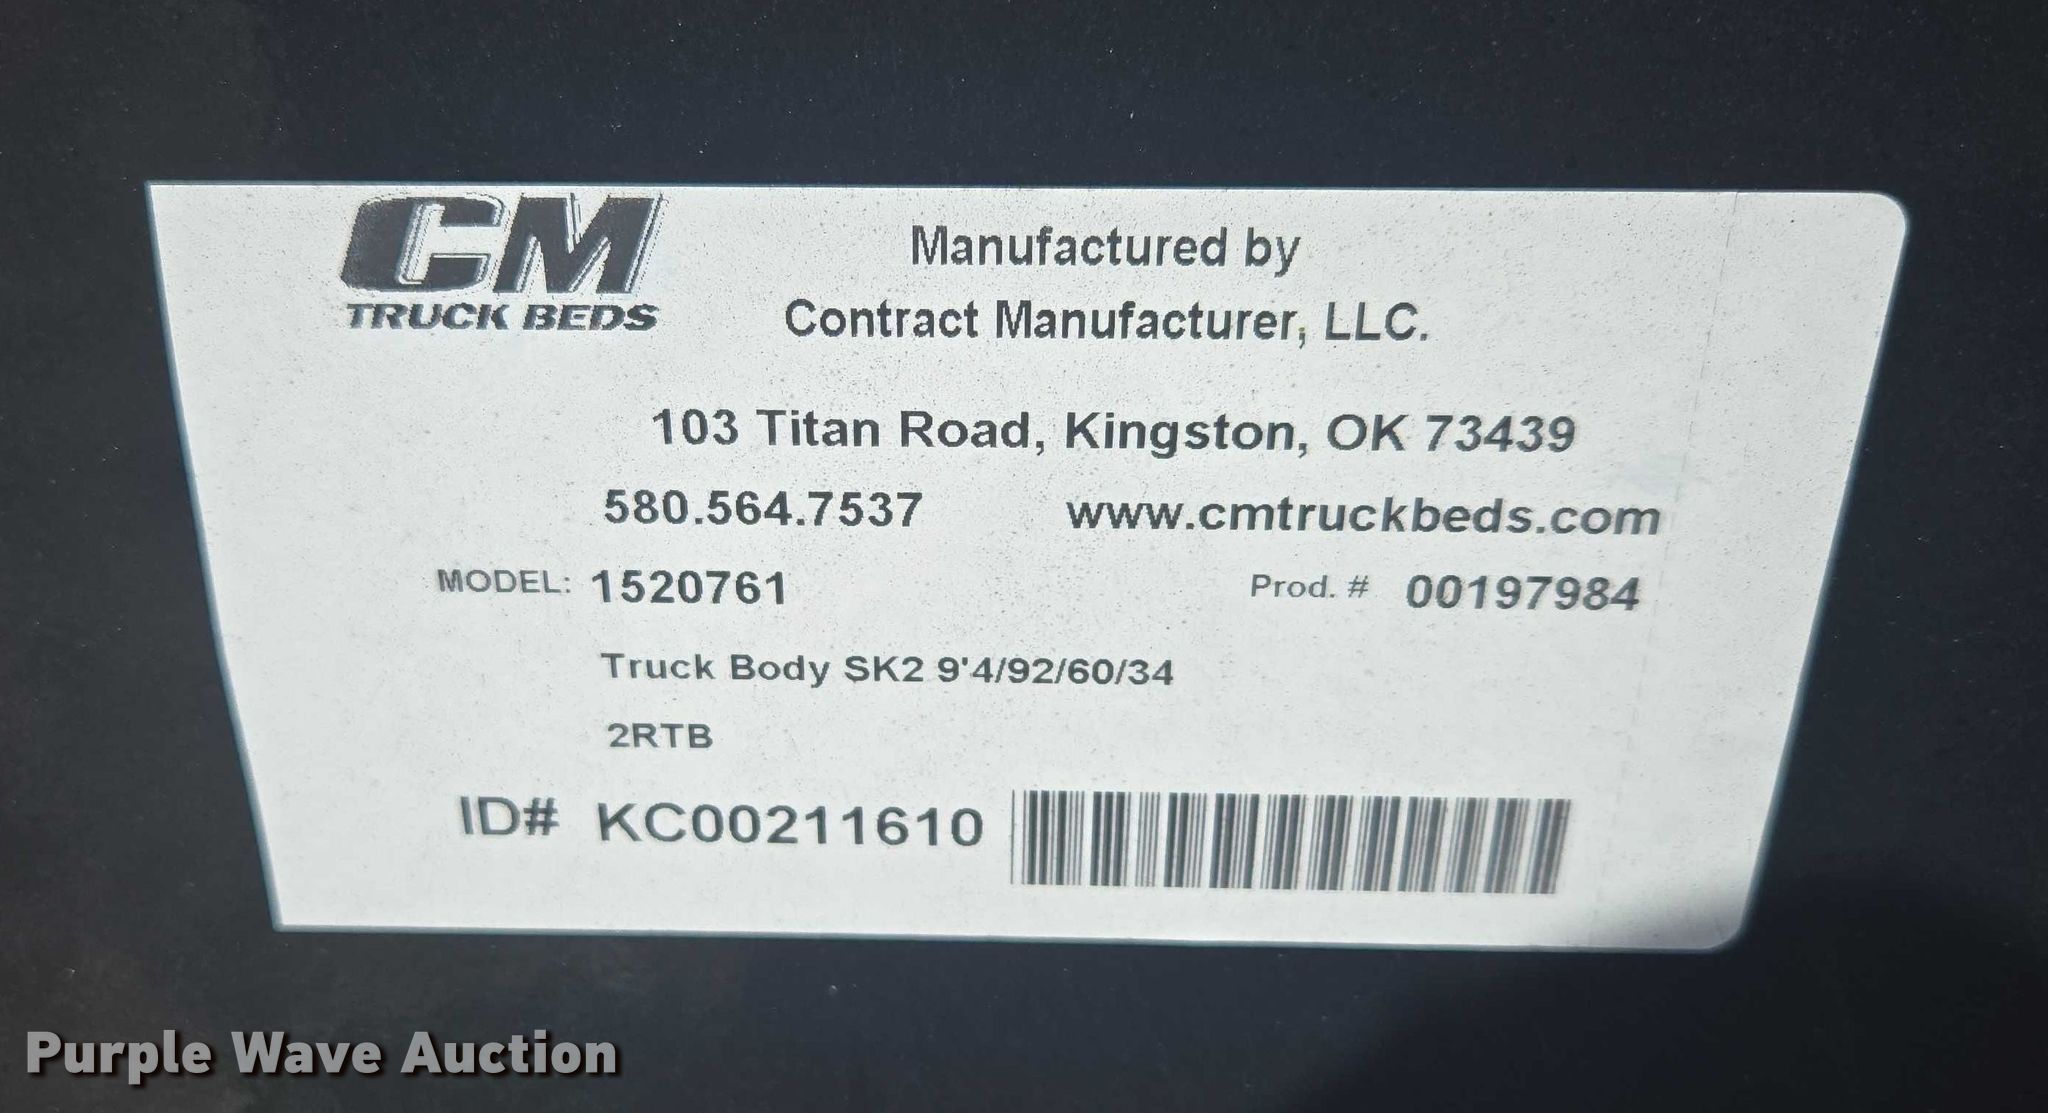 CM
TRUCK BEDS
Manufactured by
Contract Manufacturer, LLC.
103 Titan Road, Kingston, OK 73439
580.564.7537 www.cmtruckbeds.com
MODEL: 1520761 Prod. # 00197984
Truck Body SK2 9'4/92/60/34
2RTB
ID# KC00211610
Purple Wave Auction